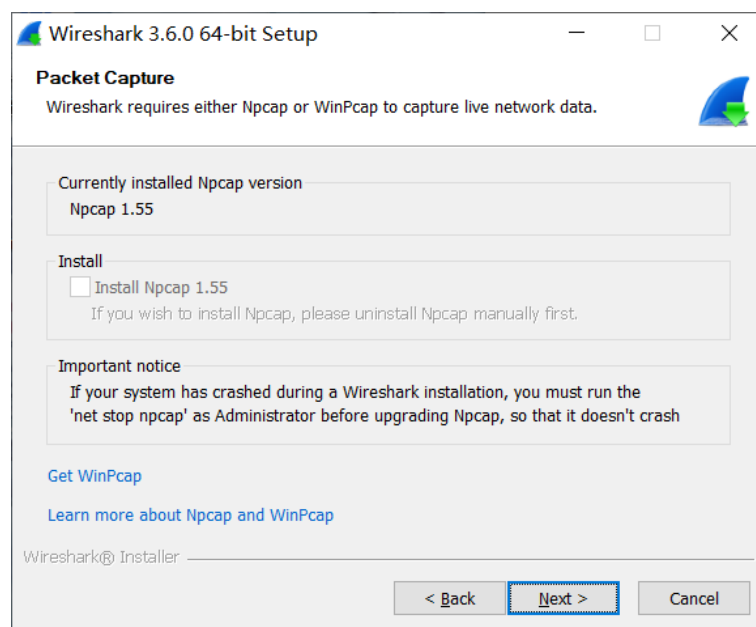 Wireshark 3.6.0 64-bit Setup
Packet Capture
Wireshark requires either Npcap or WinPcap to capture live network data.
Currently installed Npcap version
Npcap 1.55
Install
Install Npcap 1.55
If you wish to install Npcap, please uninstall Npcap manually first.
Important notice
If your system has crashed during a Wireshark installation, you must run the
'net stop npcap' as Administrator before upgrading Npcap, so that it doesn't crash
Get WinPcap
Learn more about Npcap and WinPcap
Wireshark® Installer
< Back
Next >
Cancel